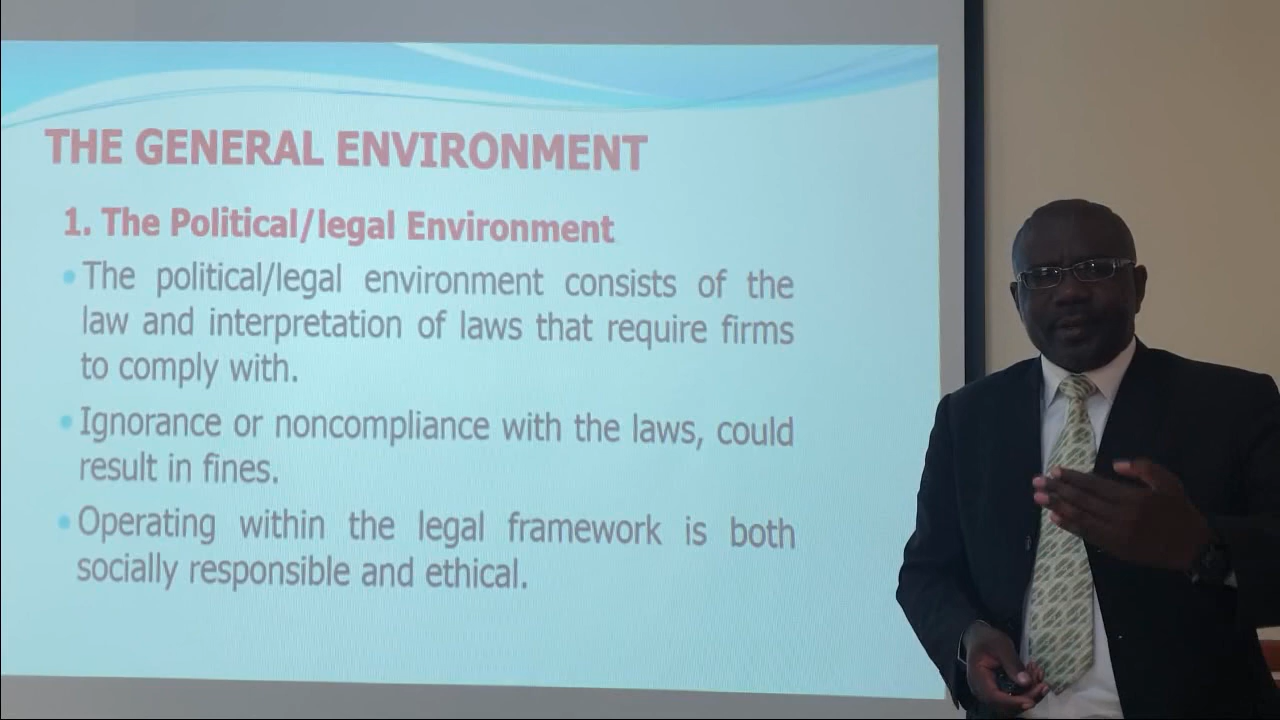 THE GENERAL ENVIRONMENT
1. The Political/legal Environment
The political/legal environment consists of the
law and interpretation of laws that require firms
to comply with.
Ignorance or noncompliance with the laws, could
result in fines.
Operating within the legal framework is both
socially responsible and ethical.